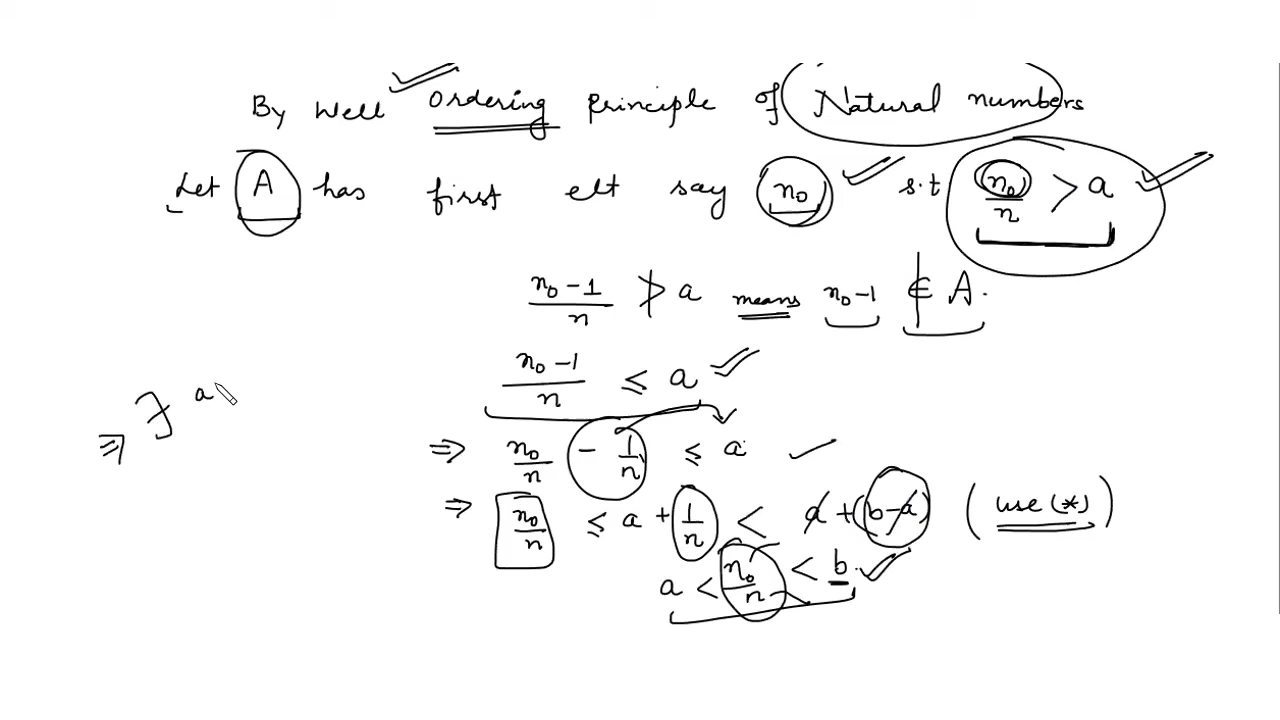 By Well Ordering Principle of Natural numbers
Let A has first elt say n₀ s.t n₀/n > a
(n₀-1)/n ≯ a means n₀-1 ∉ A.
(n₀-1)/n ≤ a
⇒ n₀/n - 1/n ≤ a
⇒ n₀/n ≤ a + 1/n < a + (b-a) (use (*))
a < n₀/n < b.
⇒ ∃ a